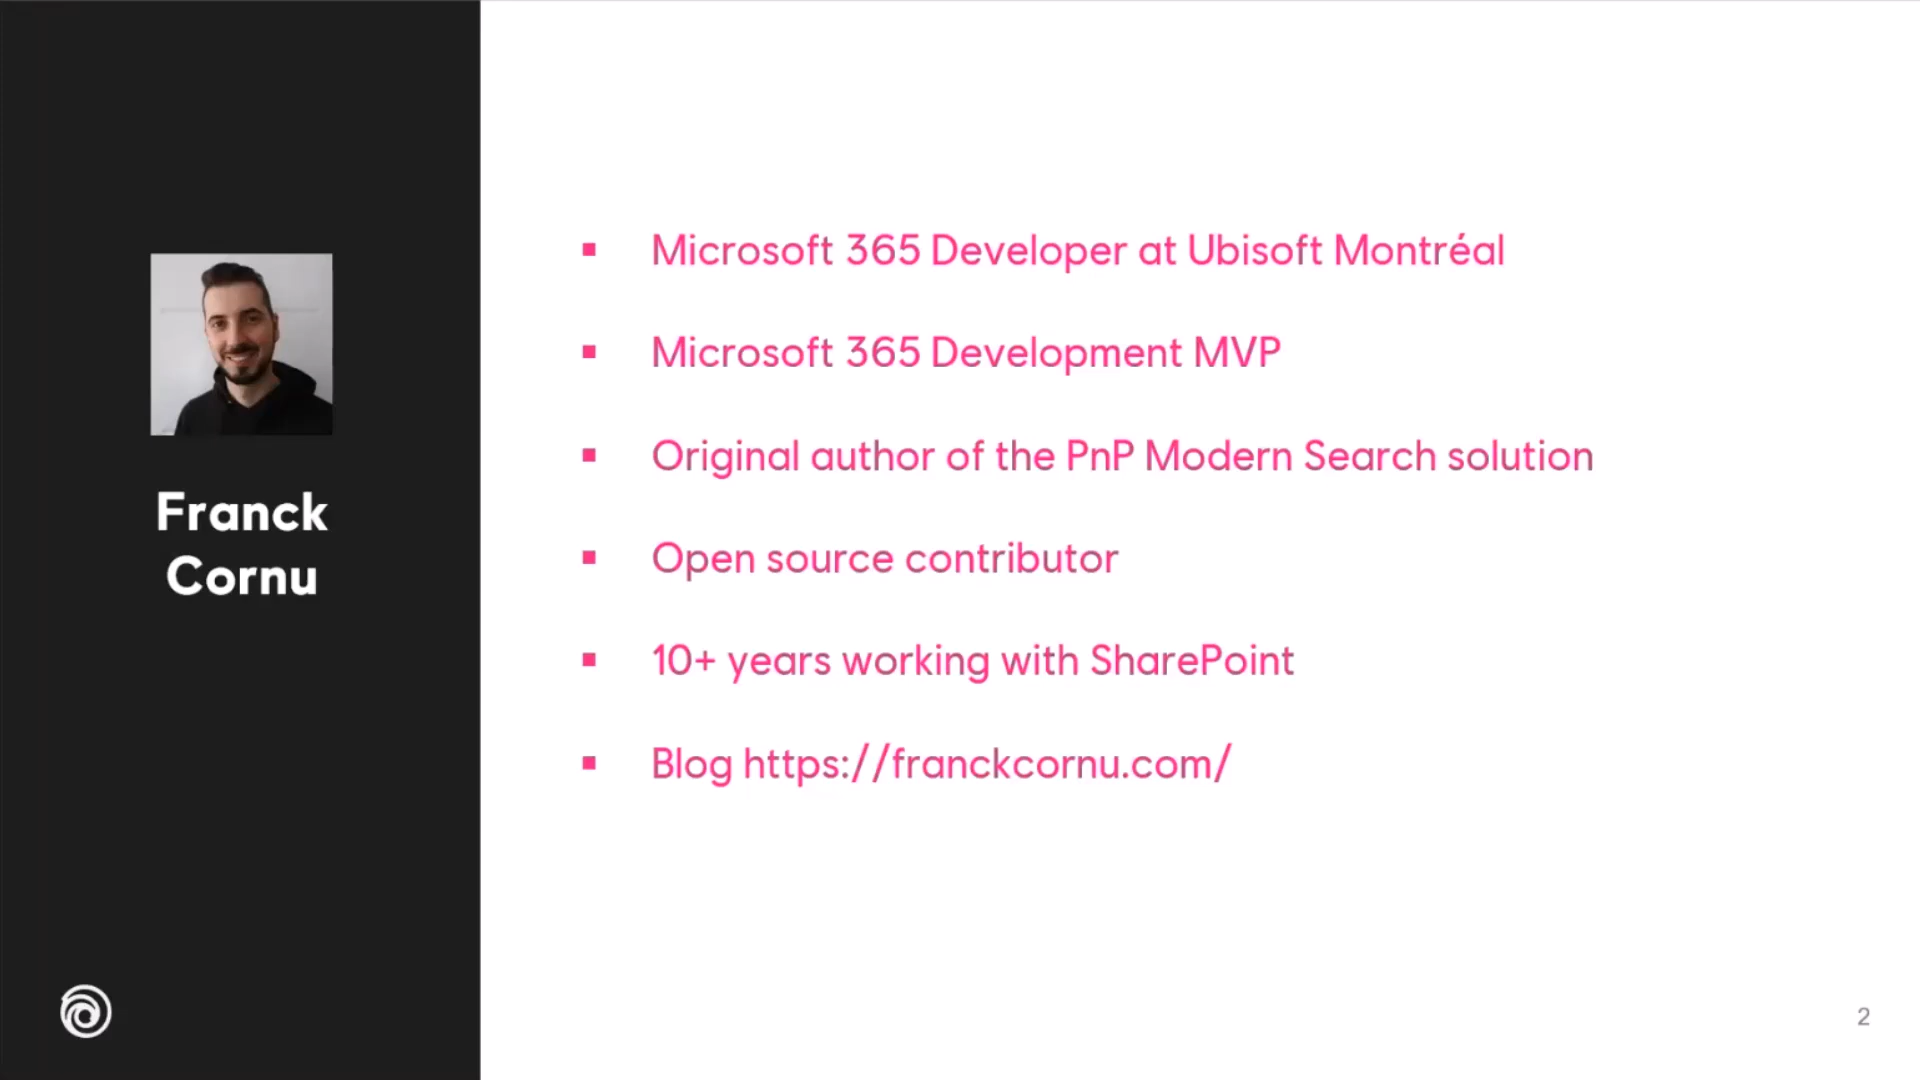 Franck
Cornu
Microsoft 365 Developer at Ubisoft Montréal
Microsoft 365 Development MVP
Original author of the PnP Modern Search solution
Open source contributor
10+ years working with SharePoint
Blog https://franckcornu.com/
2